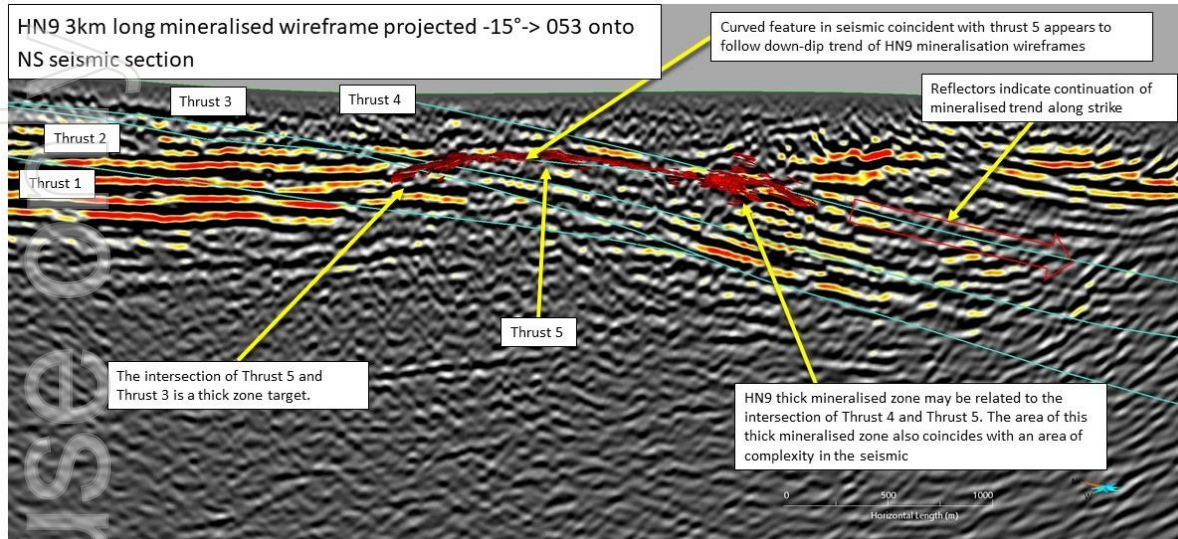 HN9 3km long mineralised wireframe projected -15°-> 053 onto
NS seismic section
Curved feature in seismic coincident with thrust 5 appears to
follow down-dip trend of HN9 mineralisation wireframes
Thrust 3
Thrust 4
Reflectors indicate continuation of
mineralised trend along strike
Thrust 2
Thrust 1
Thrust 5
The intersection of Thrust 5 and
Thrust 3 is a thick zone target.
HN9 thick mineralised zone may be related to the
intersection of Thrust 4 and Thrust 5. The area of this
thick mineralised zone also coincides with an area of
complexity in the seismic
0 500 1000
Horizontal Length (m)
use only